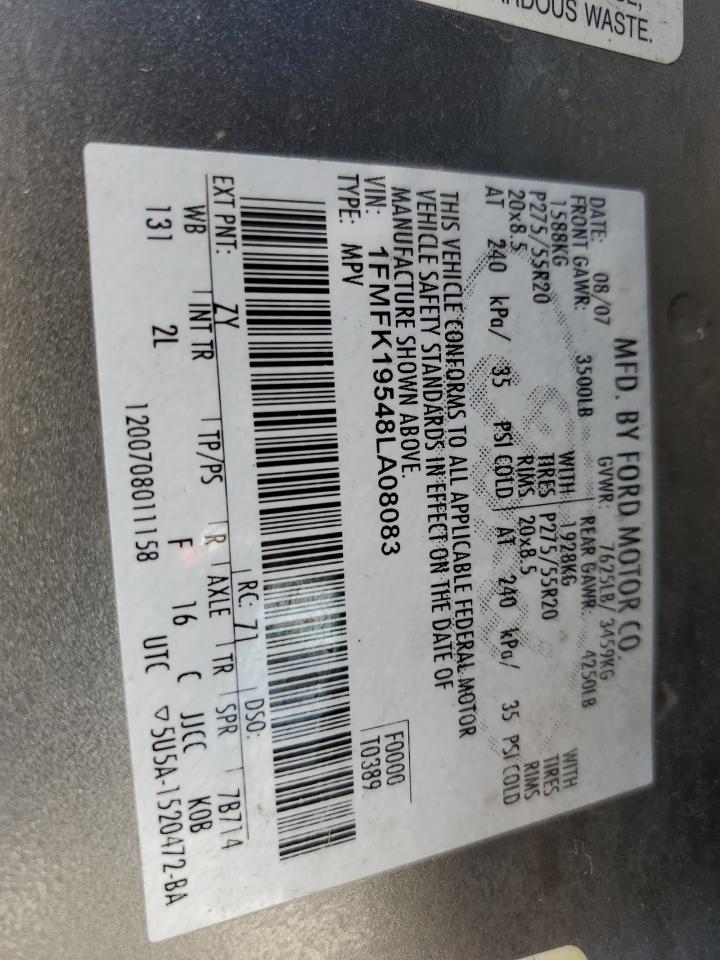 RDOUS WASTE.
MFD. BY FORD MOTOR CO.
DATE: 08/07 GVWR: 7625LB/ 3459KG
FRONT GAWR: 3500LB REAR GAWR: 4250LB
1588KG WITH 1928KG WITH
P275/55R20 TIRES P275/55R20 TIRES
20x8.5 RIMS 20x8.5 RIMS
AT 240 kPa/ 35 PSI COLD AT 240 kPa/ 35 PSI COLD
THIS VEHICLE CONFORMS TO ALL APPLICABLE FEDERAL MOTOR
VEHICLE SAFETY STANDARDS IN EFFECT ON THE DATE OF
MANUFACTURE SHOWN ABOVE.
VIN: 1FMFK19548LA08083 F0000
TYPE: MPV T0389
EXT PNT: ZY RC: 71 DSO:
WB INT TR TP/PS R AXLE TR SPR 7B714
131 2L F 16 C JJCC KOB
1200708011158 UTC ▽5U5A-1520472-BA